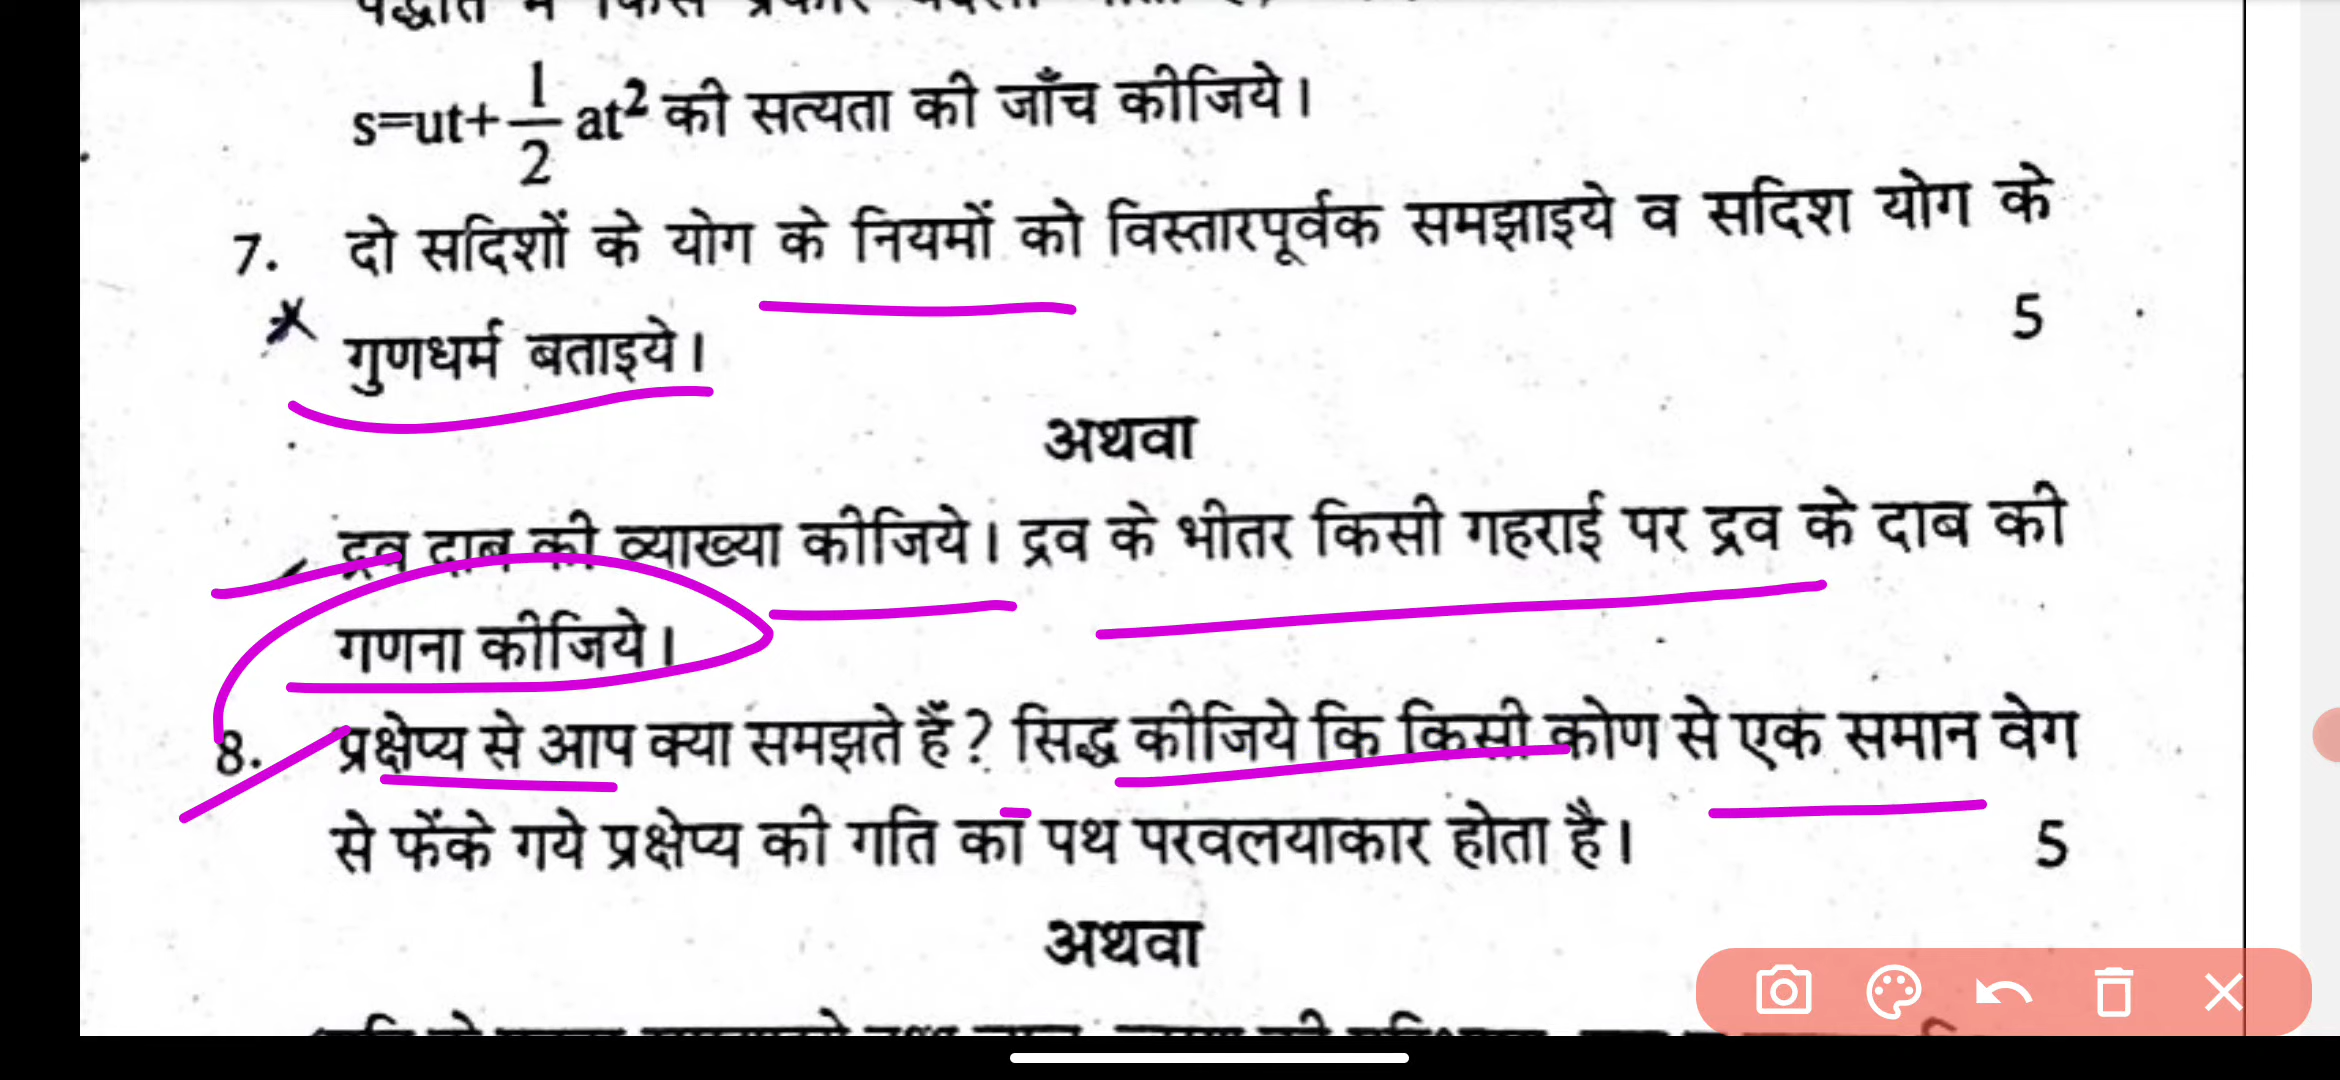 s=ut+1/2 at² की सत्यता की जाँच कीजिये।
7. दो सदिशों के योग के नियमों को विस्तारपूर्वक समझाइये व सदिश योग के
गुणधर्म बताइये। 5
अथवा
द्रव दाब की व्याख्या कीजिये। द्रव के भीतर किसी गहराई पर द्रव के दाब की
गणना कीजिये।
8. प्रक्षेप्य से आप क्या समझते हैं? सिद्ध कीजिये कि किसी कोण से एक समान वेग
से फेंके गये प्रक्षेप्य की गति का पथ परवलयाकार होता है। 5
अथवा